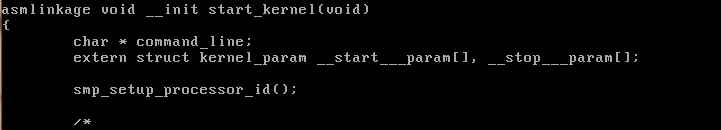 asmlinkage void __init start_kernel(void)
{
        char * command_line;
        extern struct kernel_param __start___param[], __stop___param[];

        smp_setup_processor_id();

        /*